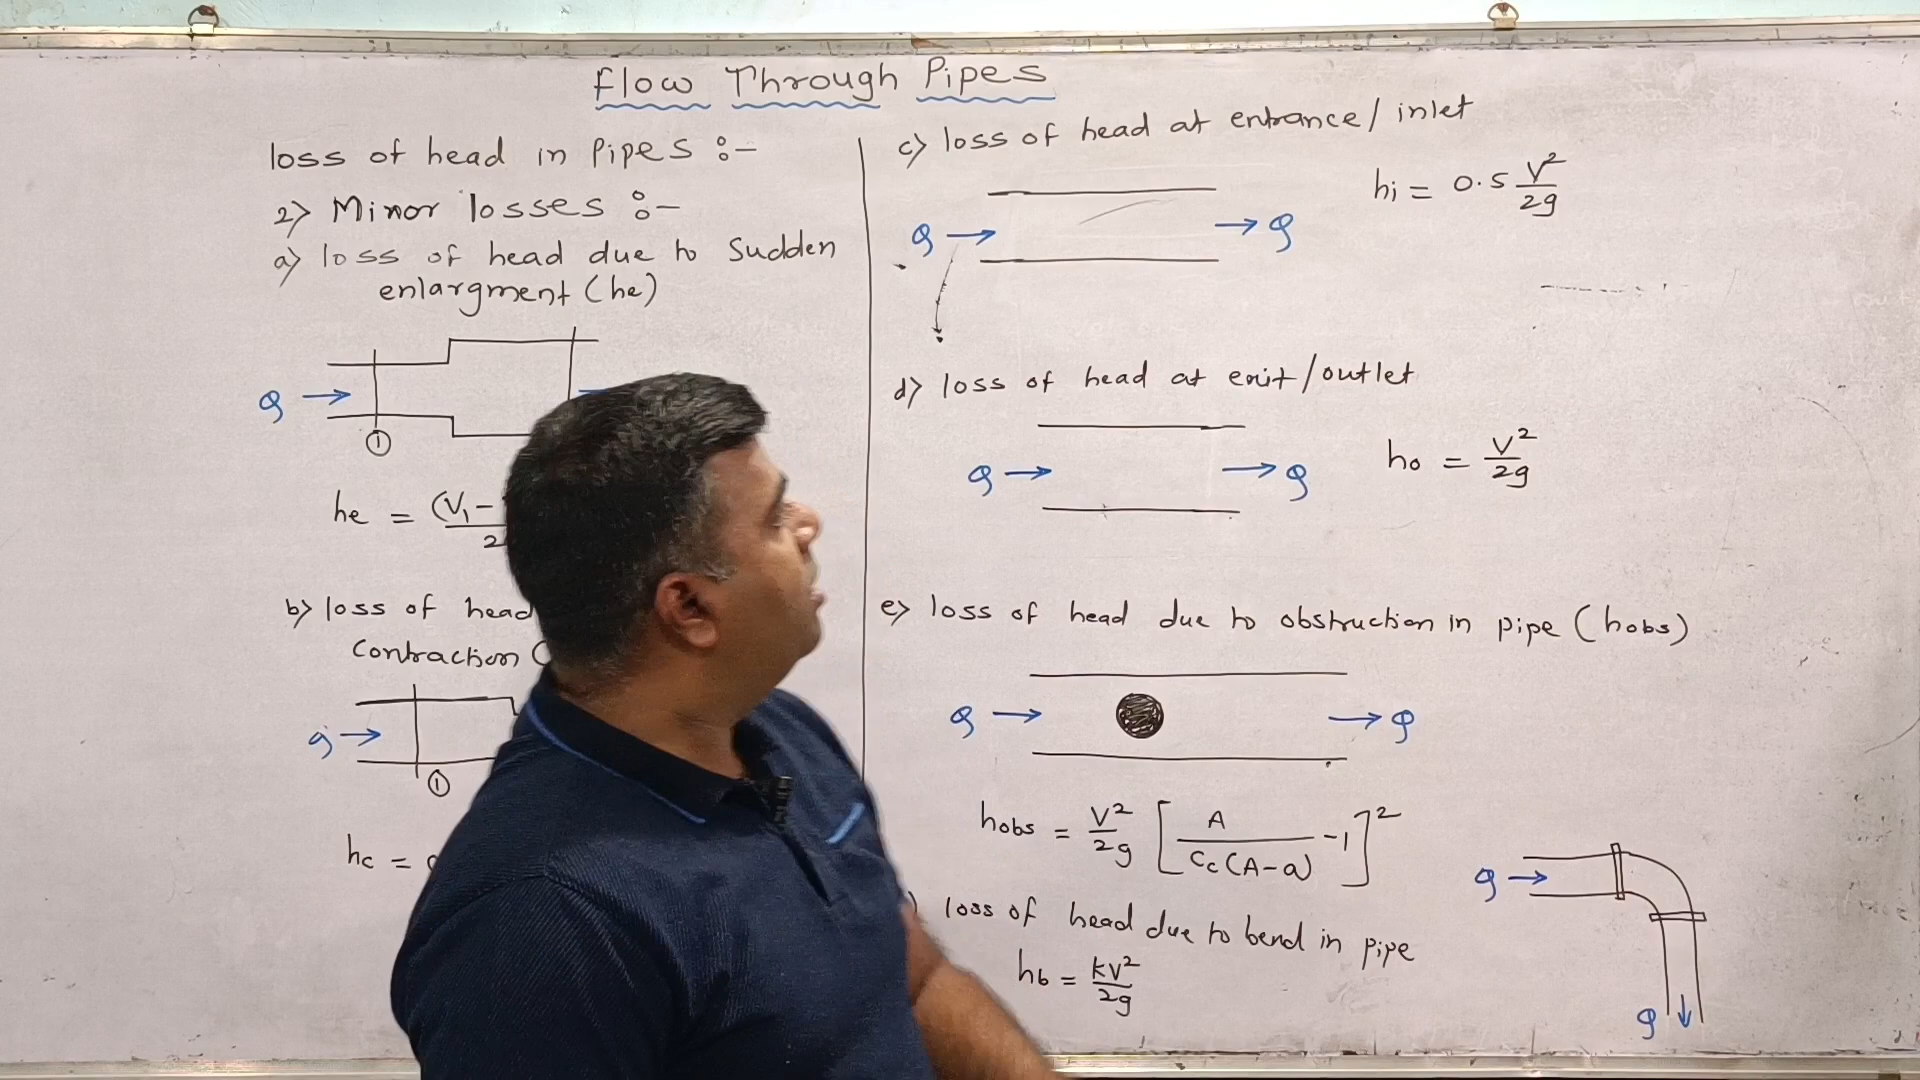 Flow Through Pipes
loss of head in Pipes :-
2) Minor losses :-
a) loss of head due to Sudden
enlargment (he)
Q →
①
he = (V₁ -
2
b) loss of head
Contraction (
Q →
①
hc =
c) loss of head at entrance / inlet
hi = 0.5 V²/2g
Q → → Q
d) loss of head at exit / outlet
ho = V²/2g
Q → → Q
e) loss of head due to obstruction in pipe (hobs)
Q → → Q
hobs = V²/2g [A/Cc(A-a) -1]²
) loss of head due to bend in pipe
hb = kV²/2g
Q →
Q ↓